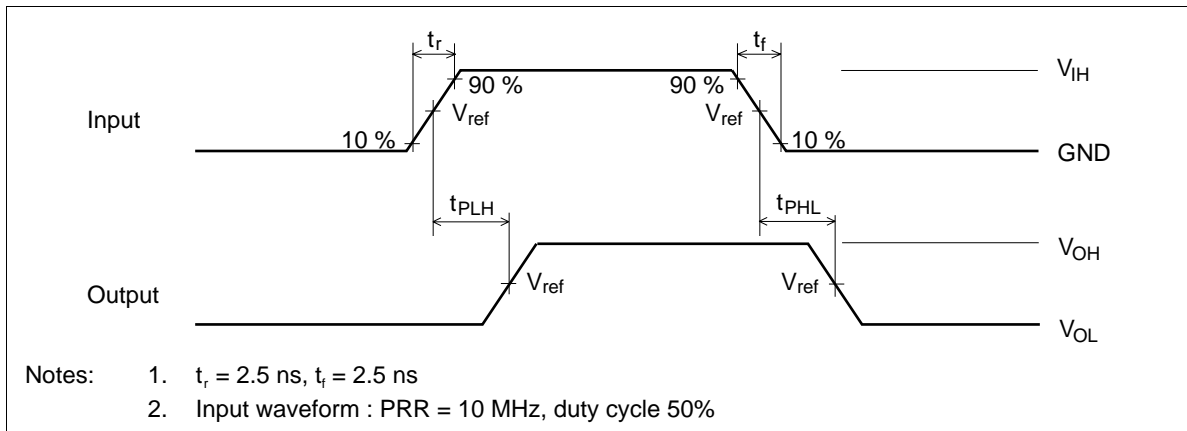 tr
tf
VIH
90 %
90 %
Input
Vref
Vref
10 %
10 %
GND
tPLH
tPHL
VOH
Output
Vref
Vref
VOL
Notes: 1. tr = 2.5 ns, tf = 2.5 ns
2. Input waveform : PRR = 10 MHz, duty cycle 50%